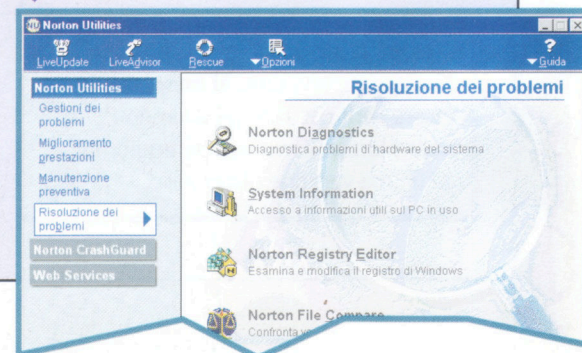 Norton Utilities
LiveUpdate
LiveAdvisor
Rescue
Opzioni
Guida
Norton Utilities
Gestioni dei
problemi
Miglioramento
prestazioni
Manutenzione
preventiva
Risoluzione dei
problemi
Norton CrashGuard
Web Services
Risoluzione dei problemi
Norton Diagnostics
Diagnostica problemi di hardware del sistema
System Information
Accesso a informazioni utili sul PC in uso
Norton Registry Editor
Esamina e modifica il registro di Windows
Norton File Compare
Confronta